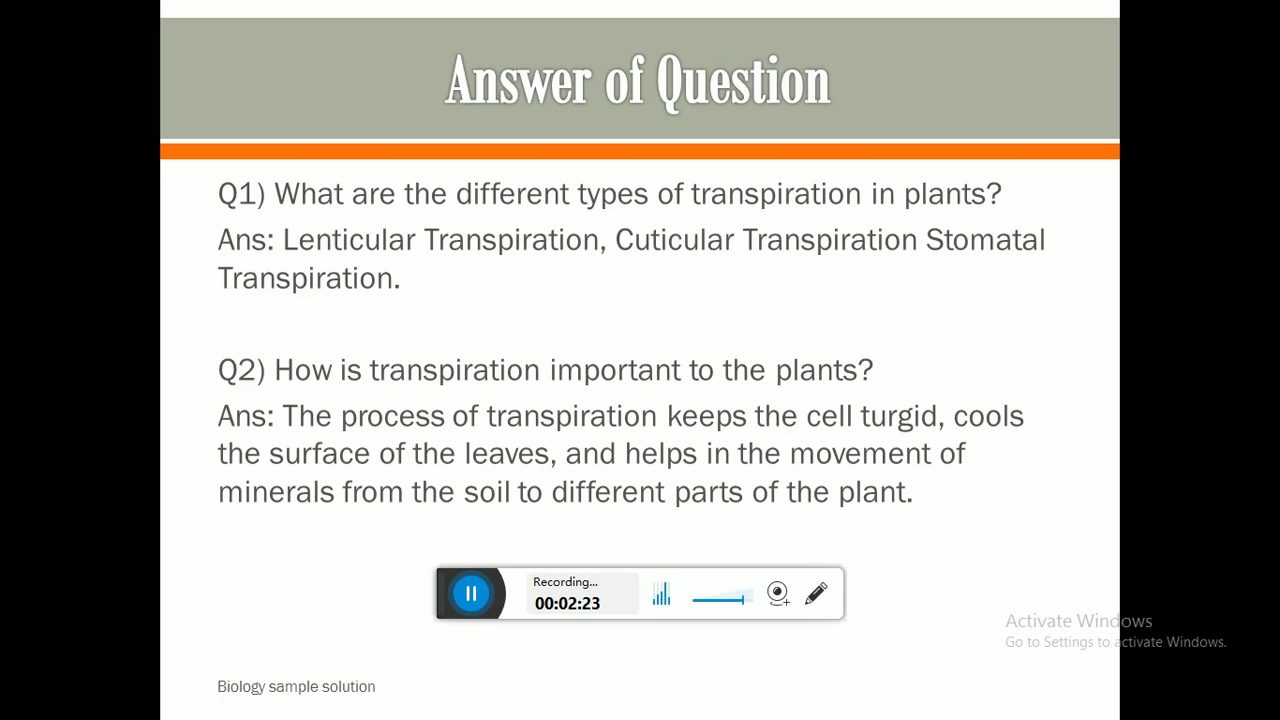 Answer of Question
Q1) What are the different types of transpiration in plants?
Ans: Lenticular Transpiration, Cuticular Transpiration Stomatal
Transpiration.
Q2) How is transpiration important to the plants?
Ans: The process of transpiration keeps the cell turgid, cools
the surface of the leaves, and helps in the movement of
minerals from the soil to different parts of the plant.
Recording...
00:02:23
Activate Windows
Go to Settings to activate Windows.
Biology sample solution